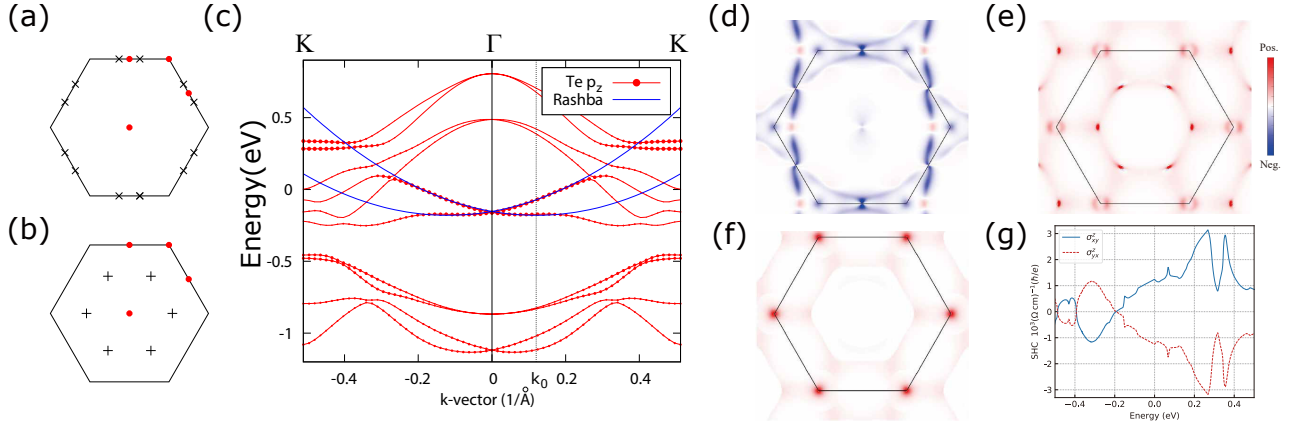 (a)
(b)
(c)
K
Γ
K
Te p_z
Rashba
Energy(eV)
0.5
0
-0.5
-1
-0.4
-0.2
0
k_0
0.2
0.4
k-vector (1/Å)
(d)
(e)
Pos.
Neg.
(f)
(g)
σ^z_xy
σ^z_yx
SHC 10³(Ω cm)⁻¹(ħ/e)
3
2
1
0
-1
-2
-3
−0.4
−0.2
0.0
0.2
0.4
Energy (eV)